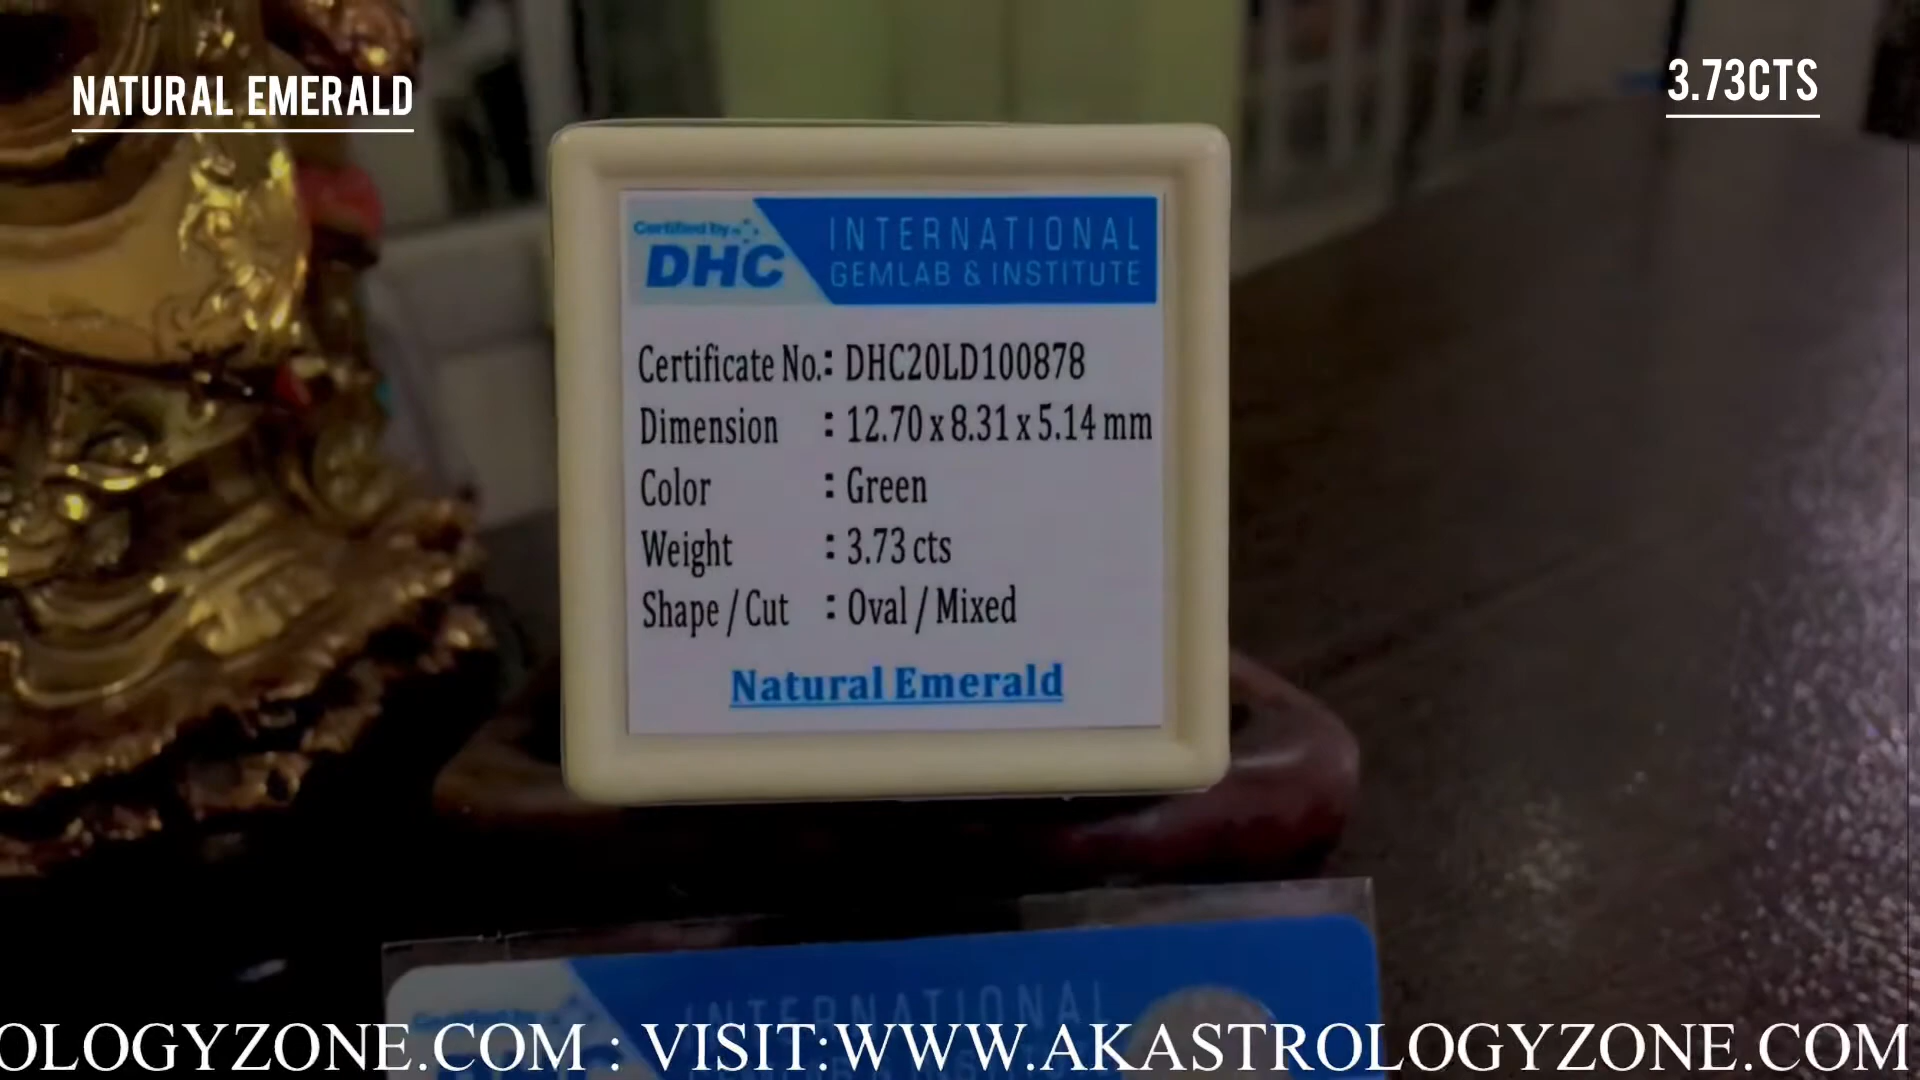 NATURAL EMERALD
3.73CTS
Certified by
DHC
INTERNATIONAL
GEMLAB & INSTITUTE
Certificate No.: DHC20LD100878
Dimension : 12.70 x 8.31 x 5.14 mm
Color : Green
Weight : 3.73 cts
Shape / Cut : Oval / Mixed
Natural Emerald
INTERNATIONAL
OLOGYZONE.COM : VISIT:WWW.AKASTROLOGYZONE.COM